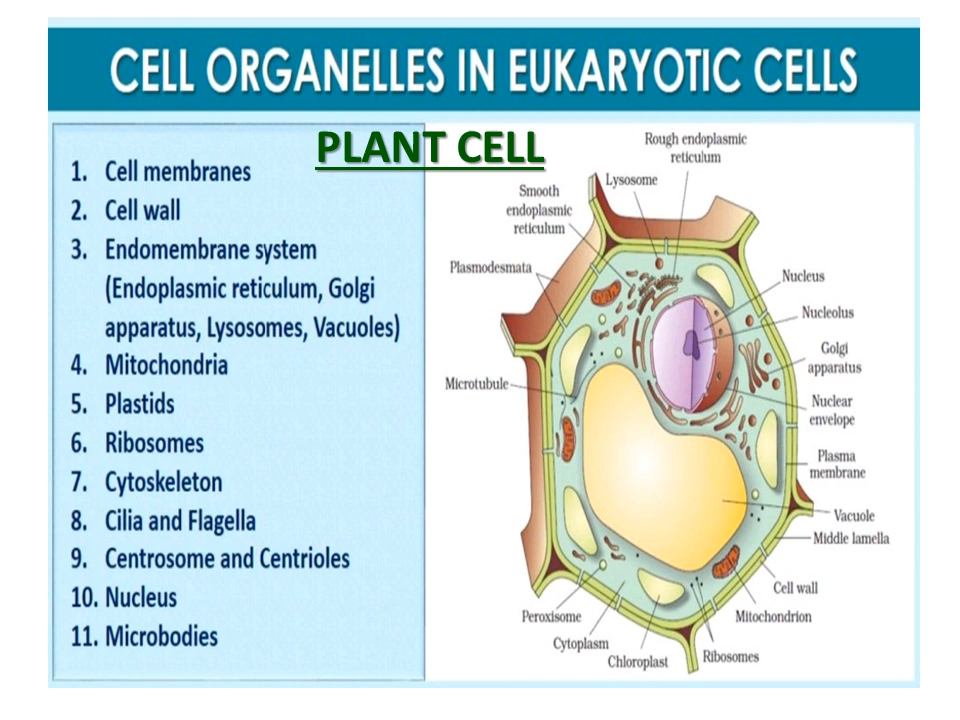 CELL ORGANELLES IN EUKARYOTIC CELLS
PLANT CELL
1. Cell membranes
2. Cell wall
3. Endomembrane system
(Endoplasmic reticulum, Golgi
apparatus, Lysosomes, Vacuoles)
4. Mitochondria
5. Plastids
6. Ribosomes
7. Cytoskeleton
8. Cilia and Flagella
9. Centrosome and Centrioles
10. Nucleus
11. Microbodies
Rough endoplasmic
reticulum
Lysosome
Smooth
endoplasmic
reticulum
Plasmodesmata
Nucleus
Nucleolus
Golgi
apparatus
Microtubule
Nuclear
envelope
Plasma
membrane
Vacuole
Middle lamella
Cell wall
Mitochondrion
Peroxisome
Cytoplasm
Chloroplast
Ribosomes